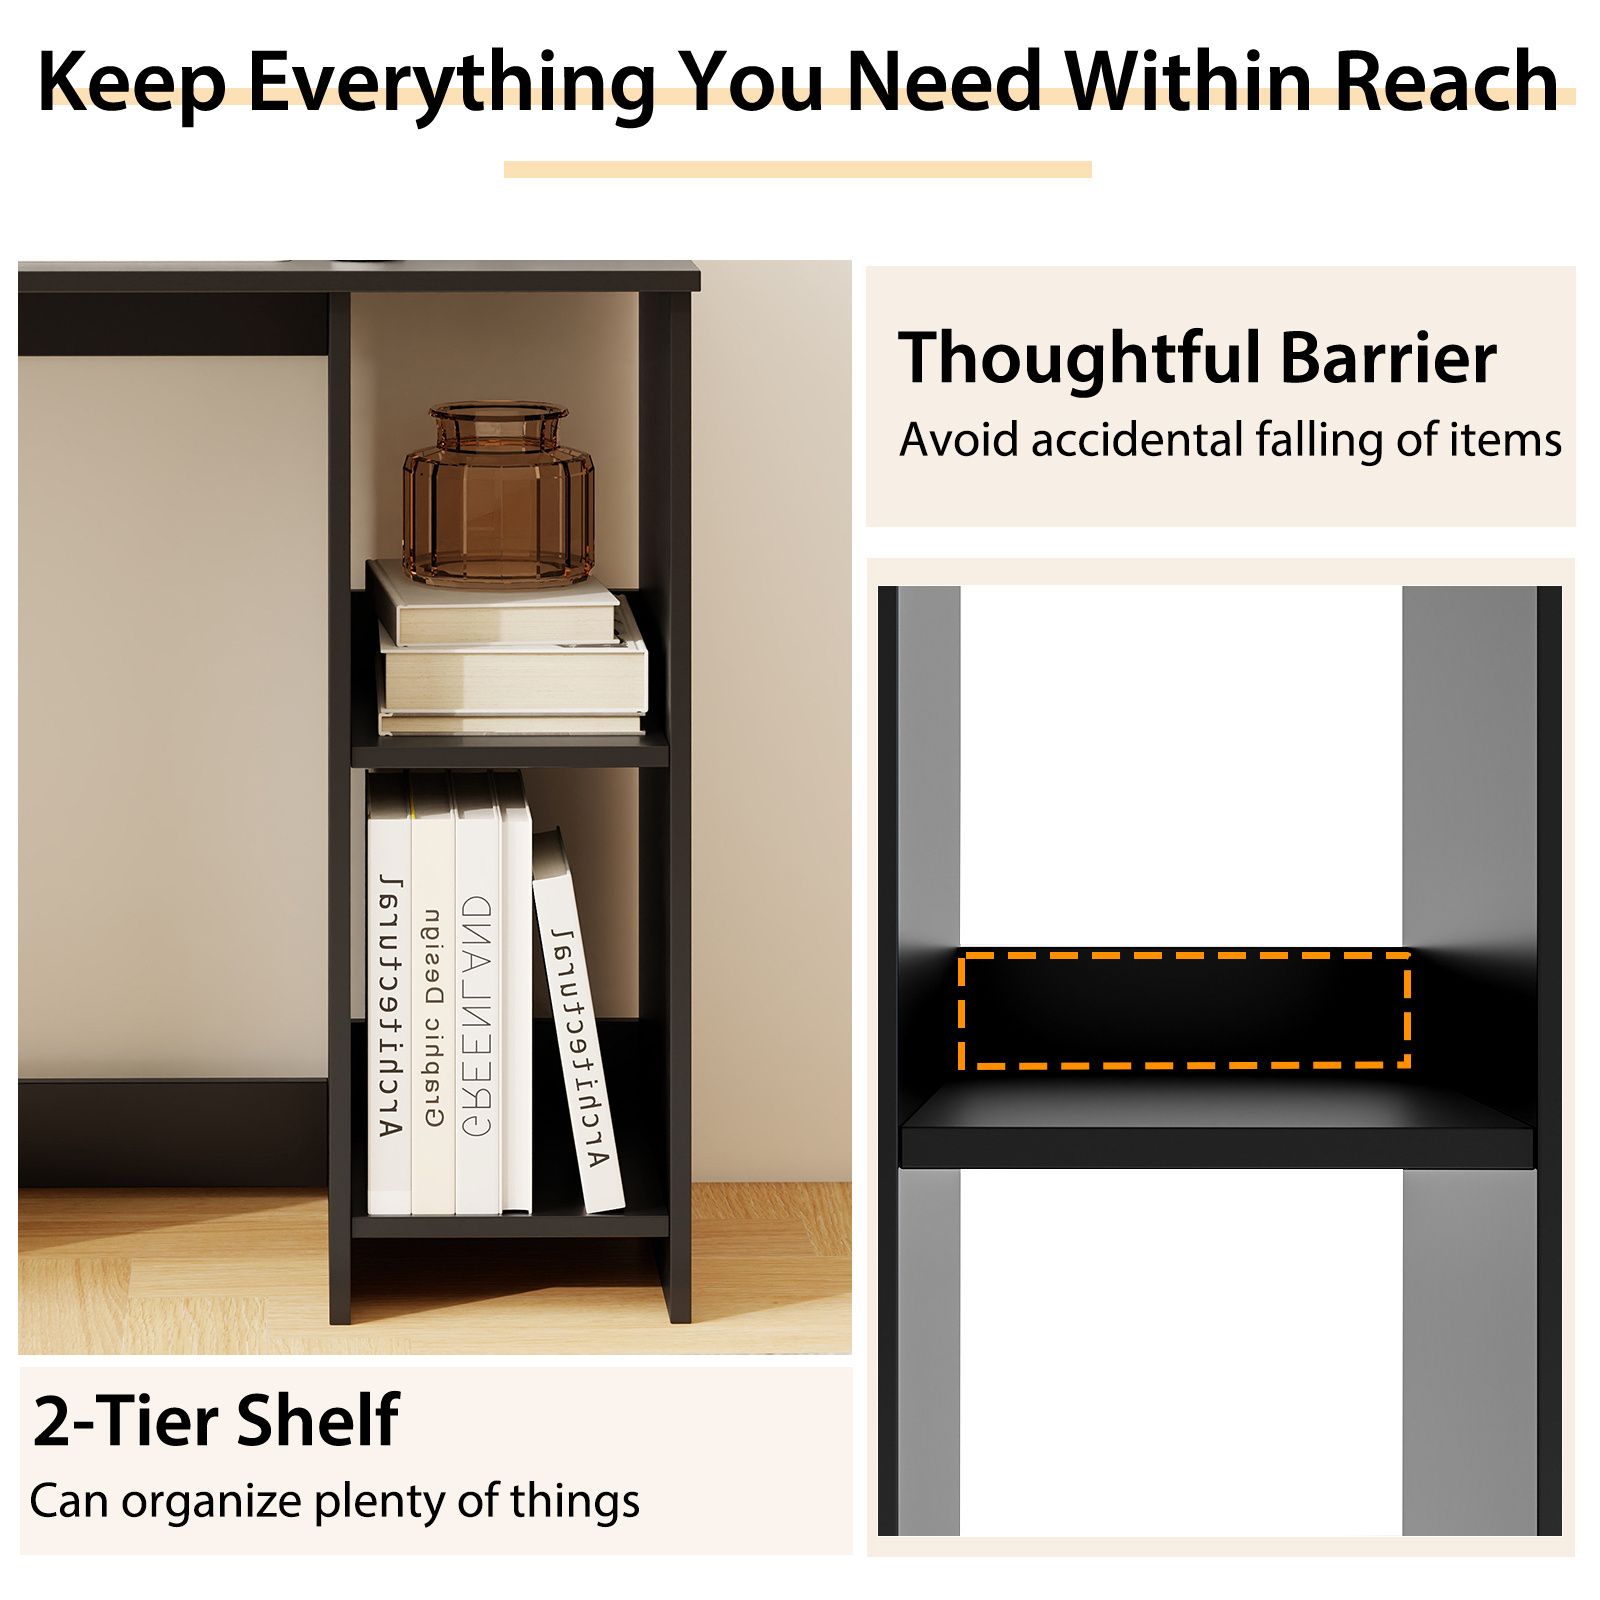 Keep Everything You Need Within Reach
Thoughtful Barrier
Avoid accidental falling of items
Architectural
Graphic Design
GREENLAND
Architectural
2-Tier Shelf
Can organize plenty of things